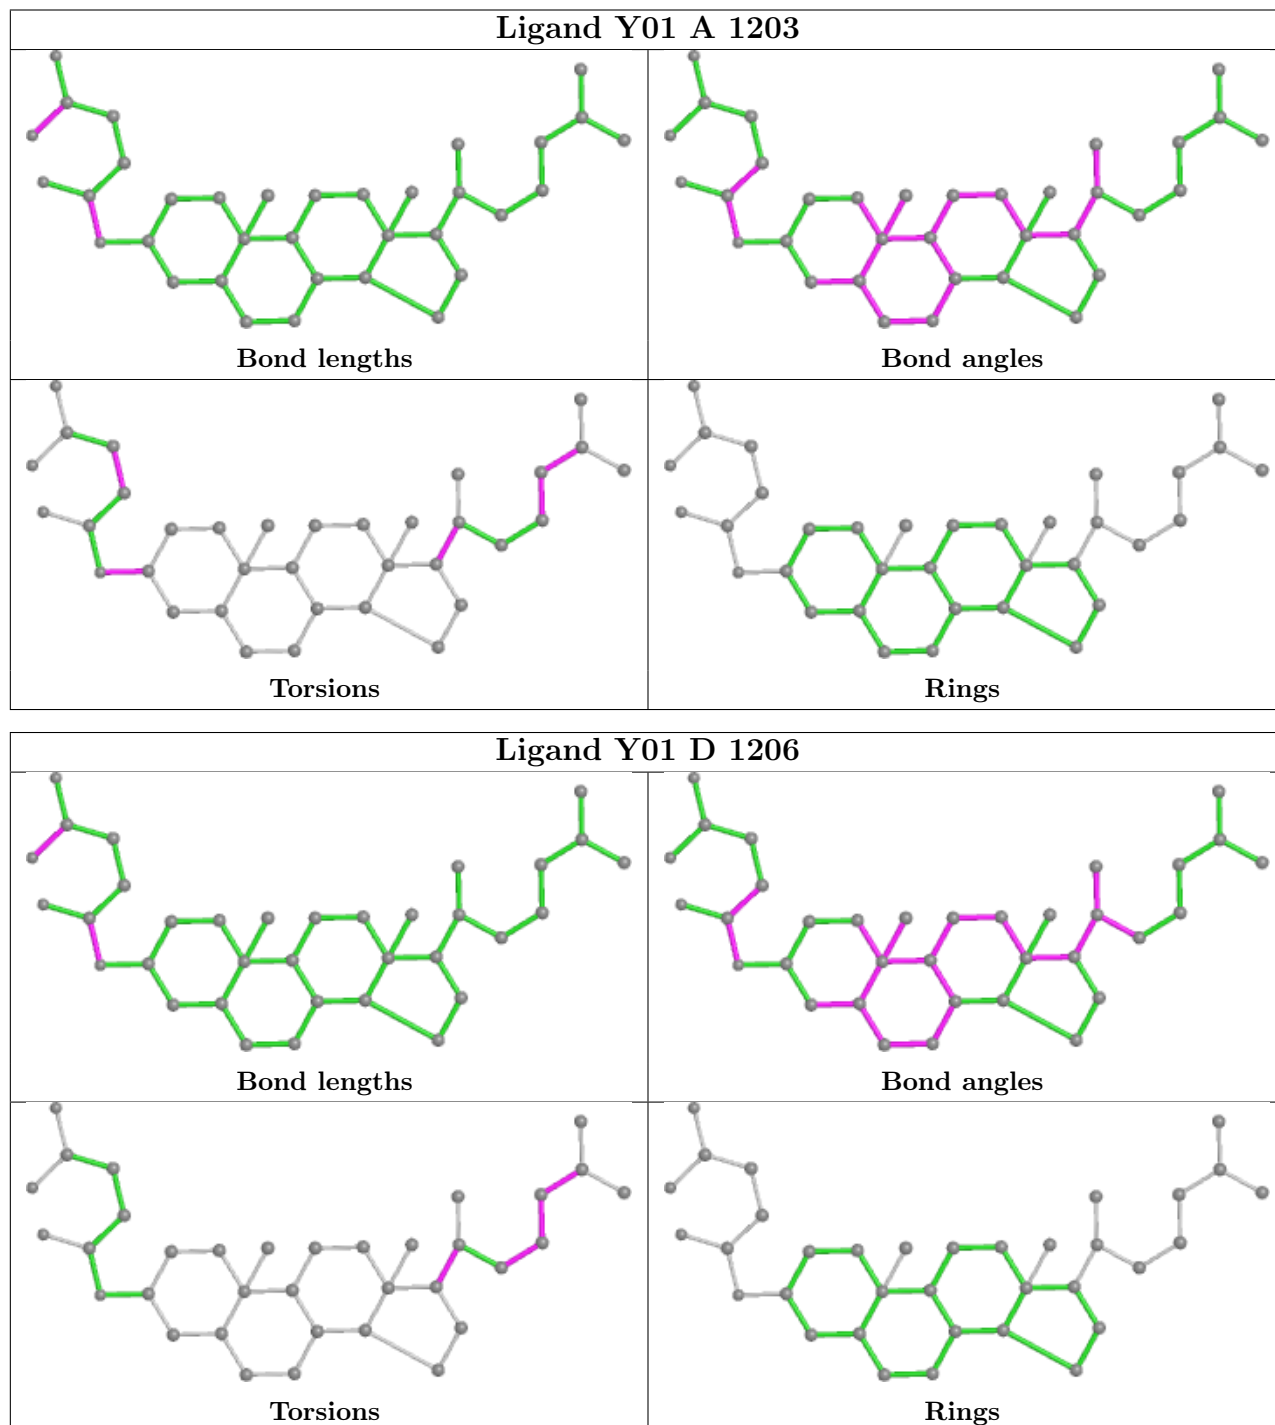 Ligand Y01 A 1203
Bond lengths
Bond angles
Torsions
Rings
Ligand Y01 D 1206
Bond lengths
Bond angles
Torsions
Rings